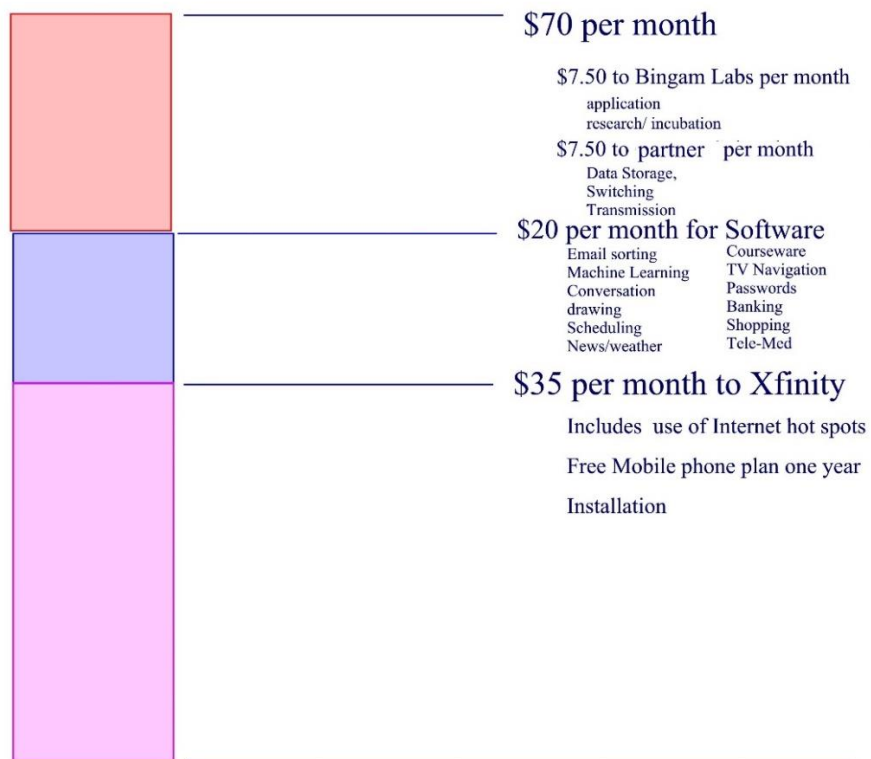 $70 per month
$7.50 to Bingam Labs per month
application
research/ incubation
$7.50 to partner per month
Data Storage,
Switching
Transmission
$20 per month for Software
Email sorting
Machine Learning
Conversation
drawing
Scheduling
News/weather
Courseware
TV Navigation
Passwords
Banking
Shopping
Tele-Med
$35 per month to Xfinity
Includes use of Internet hot spots
Free Mobile phone plan one year
Installation